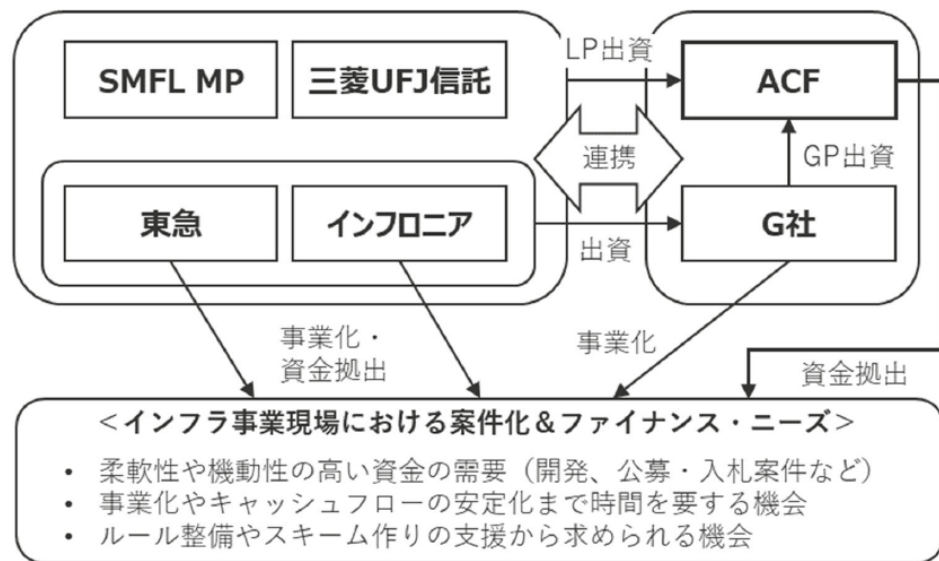 SMFL MP
三菱UFJ信託
LP出資
ACF
連携
GP出資
東急
インフロニア
出資
G社
事業化・
資金拠出
事業化
資金拠出
＜インフラ事業現場における案件化＆ファイナンス・ニーズ＞
• 柔軟性や機動性の高い資金の需要（開発、公募・入札案件など）
• 事業化やキャッシュフローの安定化まで時間を要する機会
• ルール整備やスキーム作りの支援から求められる機会